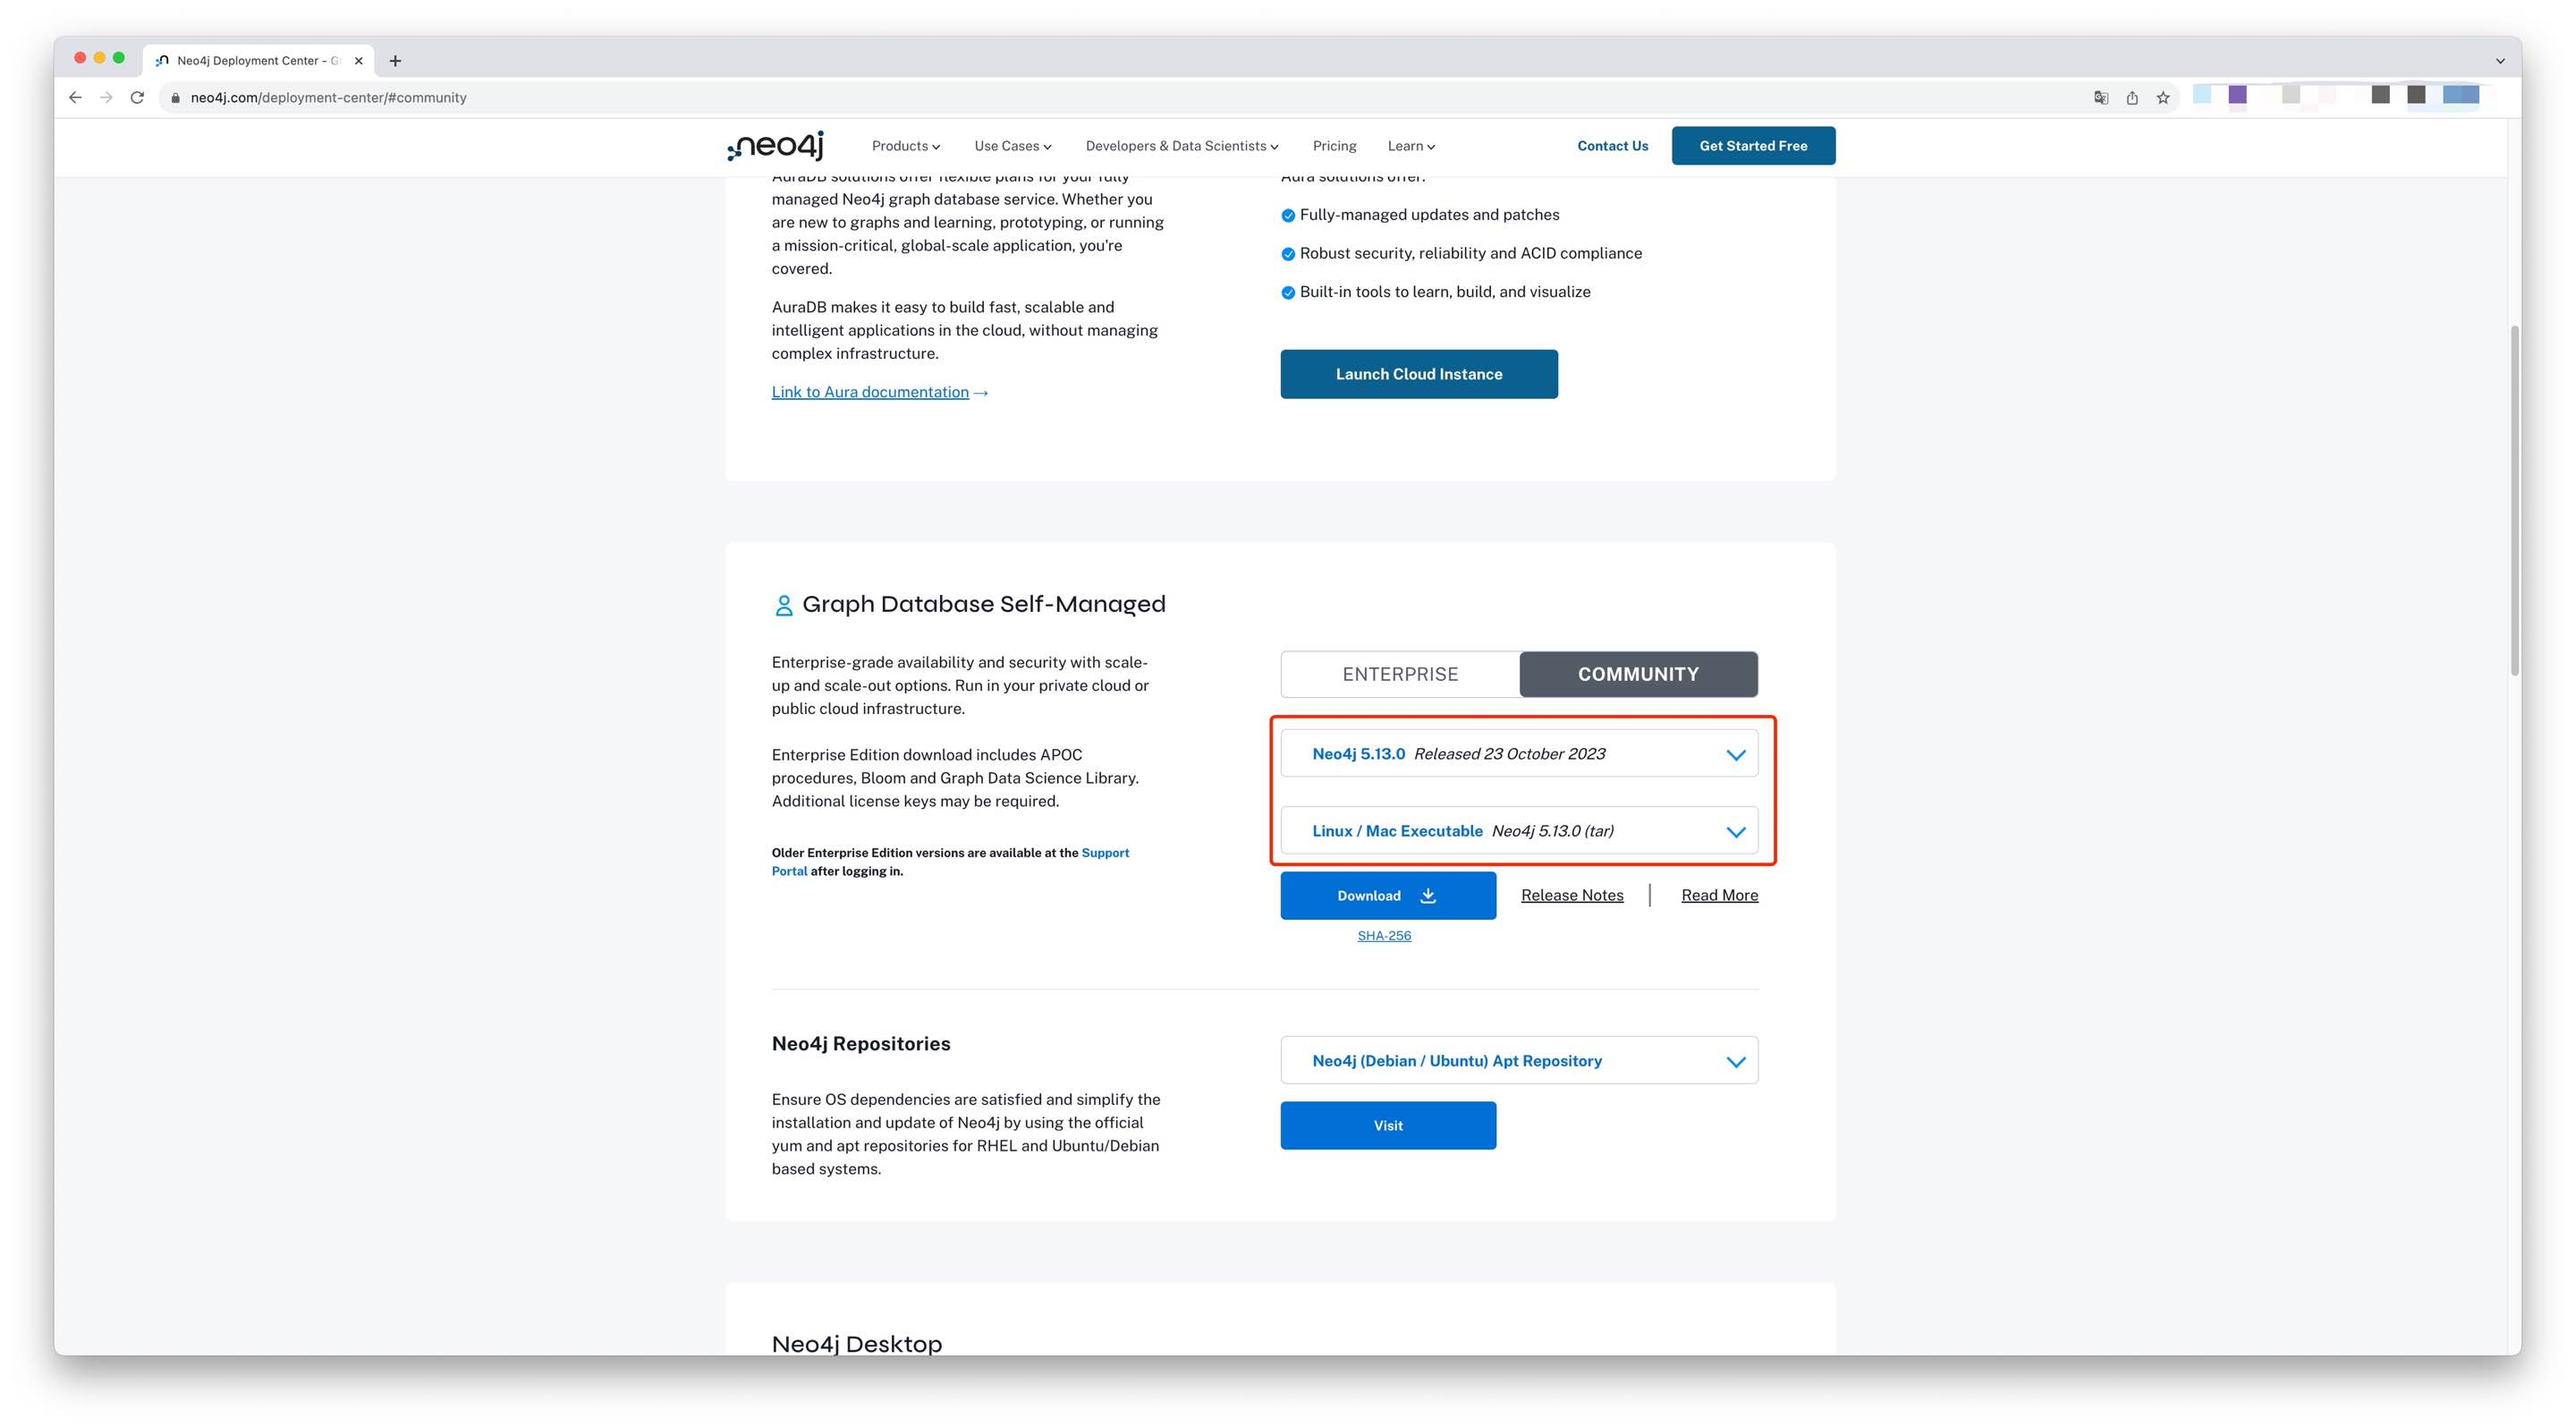 Neo4j Deployment Center - G
neo4j.com/deployment-center/#community
neo4j Products Use Cases Developers & Data Scientists Pricing Learn Contact Us Get Started Free
AuraDB solutions offer flexible plans for your fully
managed Neo4j graph database service. Whether you
are new to graphs and learning, prototyping, or running
a mission-critical, global-scale application, you're
covered.
AuraDB makes it easy to build fast, scalable and
intelligent applications in the cloud, without managing
complex infrastructure.
Link to Aura documentation →
Aura solutions offer:
Fully-managed updates and patches
Robust security, reliability and ACID compliance
Built-in tools to learn, build, and visualize
Launch Cloud Instance
Graph Database Self-Managed
Enterprise-grade availability and security with scale-
up and scale-out options. Run in your private cloud or
public cloud infrastructure.
Enterprise Edition download includes APOC
procedures, Bloom and Graph Data Science Library.
Additional license keys may be required.
Older Enterprise Edition versions are available at the Support
Portal after logging in.
ENTERPRISE COMMUNITY
Neo4j 5.13.0 Released 23 October 2023
Linux / Mac Executable Neo4j 5.13.0 (tar)
Download Release Notes | Read More
SHA-256
Neo4j Repositories
Ensure OS dependencies are satisfied and simplify the
installation and update of Neo4j by using the official
yum and apt repositories for RHEL and Ubuntu/Debian
based systems.
Neo4j (Debian / Ubuntu) Apt Repository
Visit
Neo4j Desktop